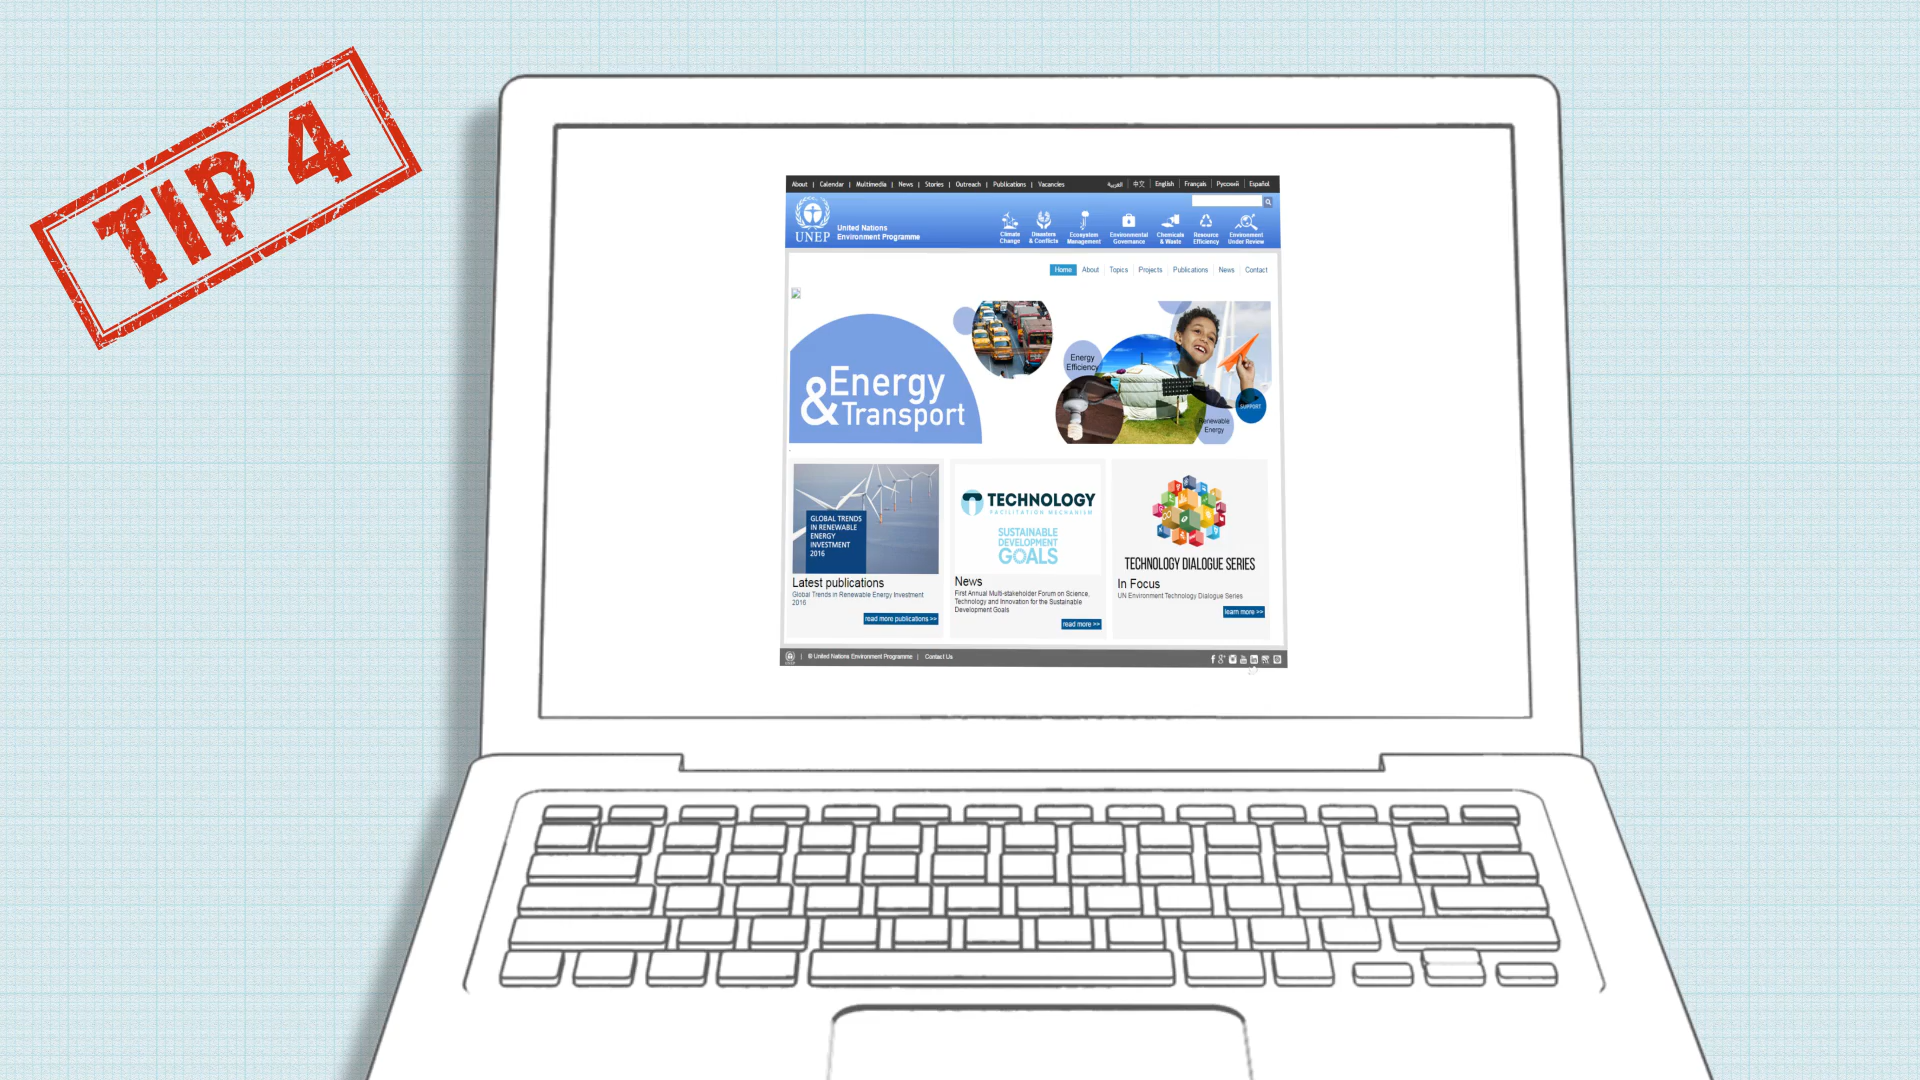 TIP 4
About | Calendar | Multimedia | News | Stories | Outreach | Publications | Vacancies
العربية | 中文 | English | Français | Русский | Español
UNEP
United Nations
Environment Programme
Climate
Change
Disasters
& Conflicts
Ecosystem
Management
Environmental
Governance
Chemicals
& Waste
Resource
Efficiency
Environment
Under Review
Home
About
Topics
Projects
Publications
News
Contact
&Energy
Transport
Energy
Efficiency
SUPPORT
Renewable
Energy
GLOBAL TRENDS
IN RENEWABLE
ENERGY
INVESTMENT
2016
Latest publications
Global Trends in Renewable Energy Investment
2016
read more publications >>
TECHNOLOGY
FACILITATION MECHANISM
SUSTAINABLE
DEVELOPMENT
GOALS
News
First Annual Multi-stakeholder Forum on Science,
Technology and Innovation for the Sustainable
Development Goals
read more >>
TECHNOLOGY DIALOGUE SERIES
In Focus
UN Environment Technology Dialogue Series
learn more >>
| © United Nations Environment Programme | Contact Us